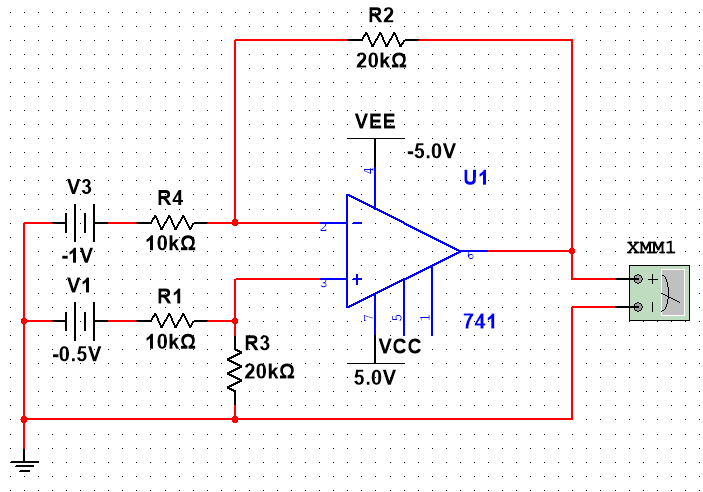 R2
20kΩ
VEE
-5.0V
4
U1
V3
R4
2
-1V
10kΩ
6
XMM1
V1
R1
3
-0.5V
10kΩ
R3
20kΩ
7
5
1
741
VCC
5.0V